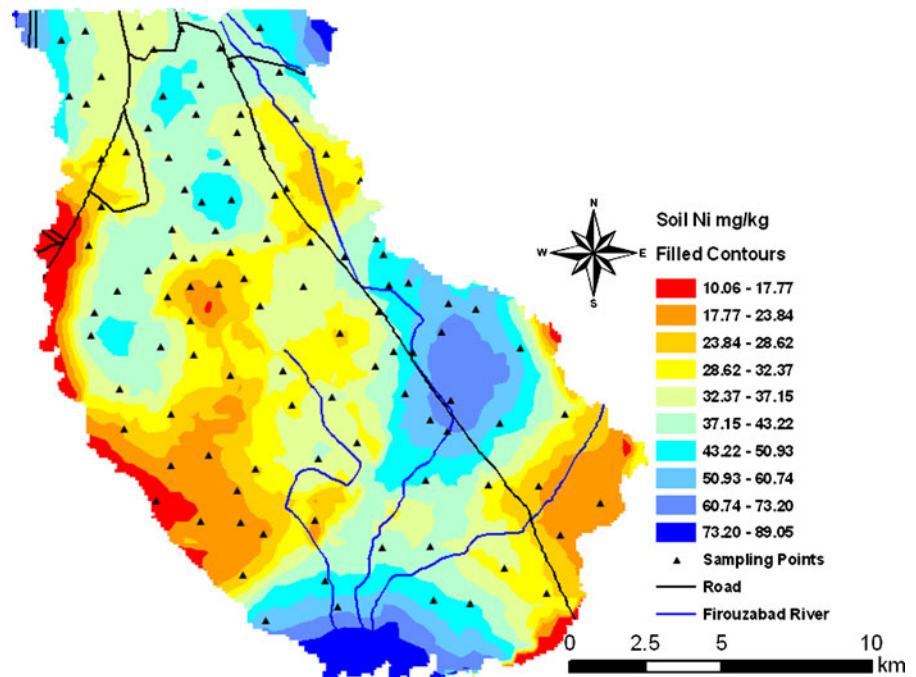 N
W E
S
Soil Ni mg/kg
Filled Contours
10.06 - 17.77
17.77 - 23.84
23.84 - 28.62
28.62 - 32.37
32.37 - 37.15
37.15 - 43.22
43.22 - 50.93
50.93 - 60.74
60.74 - 73.20
73.20 - 89.05
Sampling Points
Road
Firouzabad River
0 2.5 5 10
km